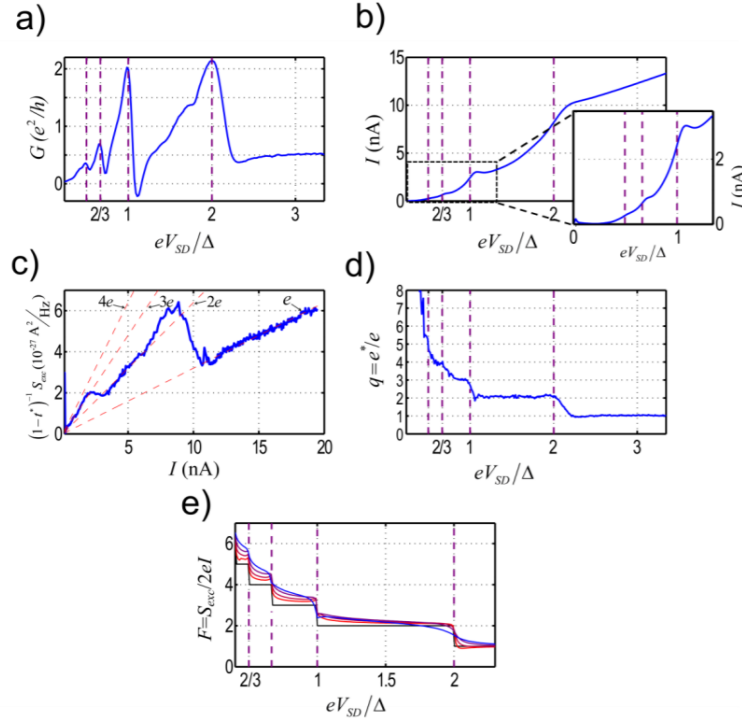 a)
G (e²/h)
2
1
0
2/3 1 2 3
eV_SD/Δ
b)
I (nA)
15
10
5
0
2/3 1 2 3
eV_SD/Δ
0 1
eV_SD/Δ
2
0
I (nA)
c)
(1−t*)⁻¹ S_exc (10⁻²⁷ A²/Hz)
4e 3e 2e e
6
4
2
0
5 10 15 20
I (nA)
d)
q=e*/e
8
7
6
5
4
3
2
1
0
2/3 1 2 3
eV_SD/Δ
e)
F=S_exc/2eI
6
4
2
0
2/3 1 1.5 2
eV_SD/Δ